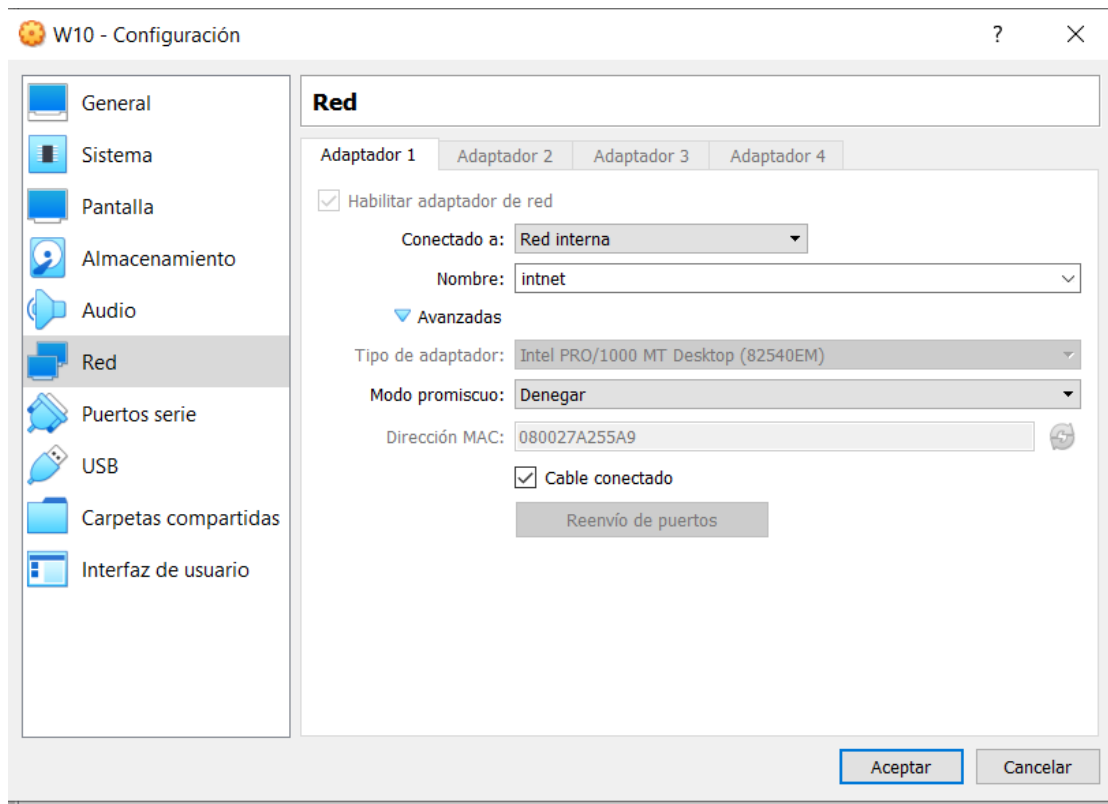 W10 - Configuración
?
General
Sistema
Pantalla
Almacenamiento
Audio
Red
Puertos serie
USB
Carpetas compartidas
Interfaz de usuario
Red
Adaptador 1 Adaptador 2 Adaptador 3 Adaptador 4
Habilitar adaptador de red
Conectado a: Red interna
Nombre: intnet
Avanzadas
Tipo de adaptador: Intel PRO/1000 MT Desktop (82540EM)
Modo promiscuo: Denegar
Dirección MAC: 080027A255A9
Cable conectado
Reenvío de puertos
Aceptar Cancelar